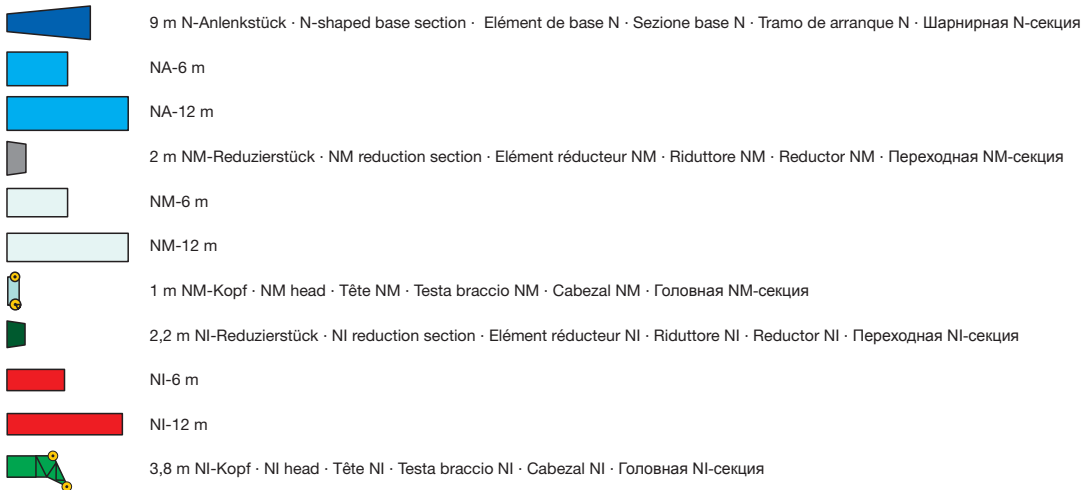 9 m N-Anlenkstück · N-shaped base section · Elément de base N · Sezione base N · Tramo de arranque N · Шарнирная N-секция
NA-6 m
NA-12 m
2 m NM-Reduzierstück · NM reduction section · Elément réducteur NM · Riduttore NM · Reductor NM · Переходная NM-секция
NM-6 m
NM-12 m
1 m NM-Kopf · NM head · Tête NM · Testa braccio NM · Cabezal NM · Головная NM-секция
2,2 m NI-Reduzierstück · NI reduction section · Elément réducteur NI · Riduttore NI · Reductor NI · Переходная NI-секция
NI-6 m
NI-12 m
3,8 m NI-Kopf · NI head · Tête NI · Testa braccio NI · Cabezal NI · Головная NI-секция